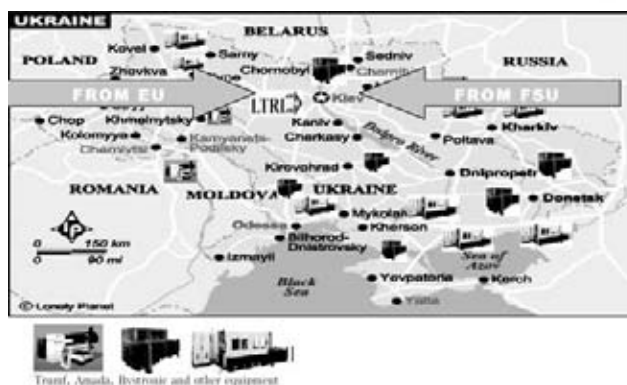 UKRAINE
BELARUS
POLAND
Kovel
Sarny
Sedniv
Chornobyl
Zhovkva
RUSSIA
FROM EU
FROM FSU
LTRI
Kiev
Chop
Khmelnytsky
Kaniv
Kharkiv
Kolomyya
Kamyanets-
Podilsky
Cherkasy
Dnipro River
Poltava
Kirovohrad
Dnipropetr
ROMANIA
MOLDOVA
UKRAINE
Donetsk
Mykolai
Odessa
Kherson
Bilhorod-
Dnistrovsky
0 150 km
0 90 mi
Izmayil
Sea of
Azov
Black
Sea
Yevpatoria
Kerch
Yalta
© Lonely Planet
Trumf, Amada, Bystronic and other equipment